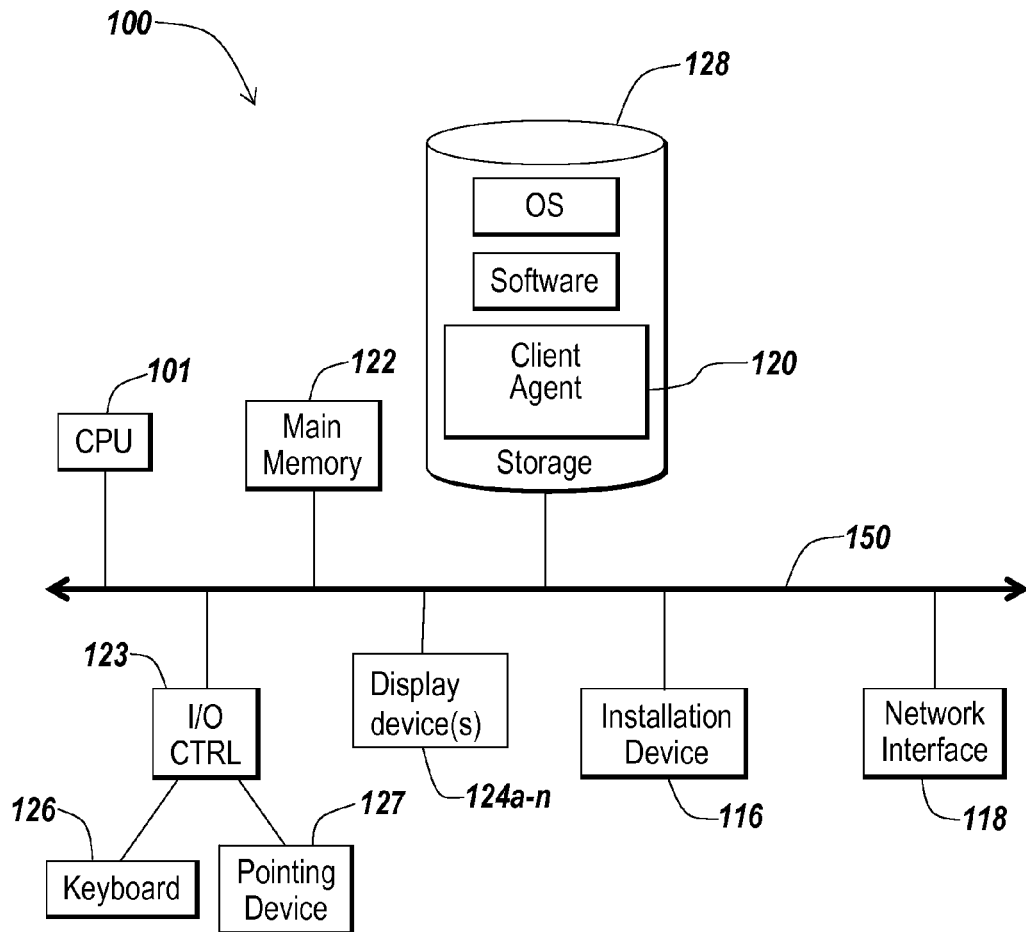 100
128
OS
Software
Client
Agent
120
Storage
101
CPU
122
Main
Memory
150
123
I/O
CTRL
Display
device(s)
124a-n
Installation
Device
116
Network
Interface
118
126
Keyboard
127
Pointing
Device